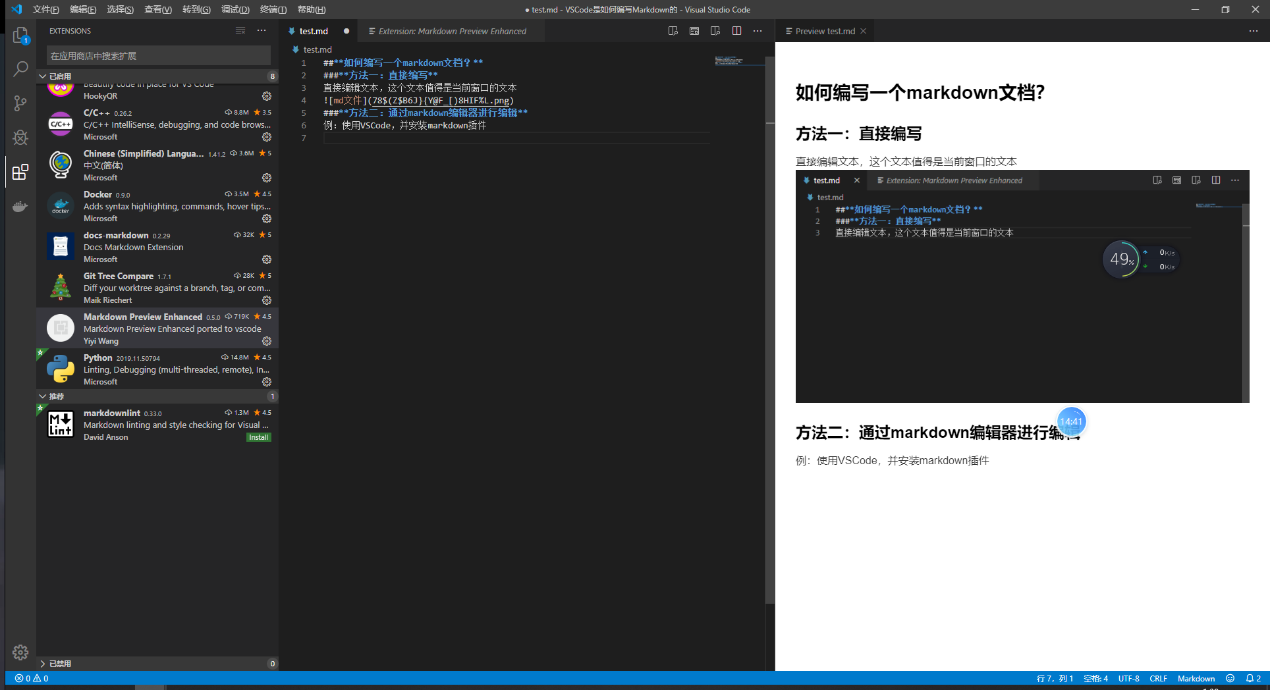 文件(F) 编辑(E) 选择(S) 查看(V) 转到(G) 调试(D) 终端(T) 帮助(H)
● test.md - VSCode是如何编写Markdown的 - Visual Studio Code
EXTENSIONS
在应用商店中搜索扩展
已启用 8
Beautify code in place for VS Code
HookyQR
C/C++ 0.26.2 8.8M 3.5
C/C++ IntelliSense, debugging, and code brows...
Microsoft
Chinese (Simplified) Langua... 1.41.2 3.6M 5
中文(简体)
Microsoft
Docker 0.9.0 3.5M 4.5
Adds syntax highlighting, commands, hover tips...
Microsoft
docs-markdown 0.2.29 32K 5
Docs Markdown Extension
Microsoft
Git Tree Compare 1.7.1 28K 5
Diff your worktree against a branch, tag, or com...
Maik Riechert
Markdown Preview Enhanced 0.5.0 719K 4.5
Markdown Preview Enhanced ported to vscode
Yiyi Wang
Python 2019.11.50794 14.8M 4.5
Linting, Debugging (multi-threaded, remote), In...
Microsoft
推荐 1
markdownlint 0.33.0 1.3M 4.5
Markdown linting and style checking for Visual ...
David Anson Install
已禁用 0
test.md Extension: Markdown Preview Enhanced
test.md
1 ##**如何编写一个markdown文档？**
2 ###**方法一：直接编写**
3 直接编辑文本，这个文本值得是当前窗口的文本
4 ![md文件](78$(Z$B6J}{Y@F_[)8HIF%L.png)
5 ###**方法二：通过markdown编辑器进行编辑**
6 例：使用VSCode，并安装markdown插件
7
Preview test.md
如何编写一个markdown文档？
方法一：直接编写
直接编辑文本，这个文本值得是当前窗口的文本
test.md Extension: Markdown Preview Enhanced
test.md
1 ##**如何编写一个markdown文档？**
2 ###**方法一：直接编写**
3 直接编辑文本，这个文本值得是当前窗口的文本
49% 0K/s
0K/s
14:41
方法二：通过markdown编辑器进行编辑
例：使用VSCode，并安装markdown插件
0 0
行 7，列 1 空格: 4 UTF-8 CRLF Markdown 2